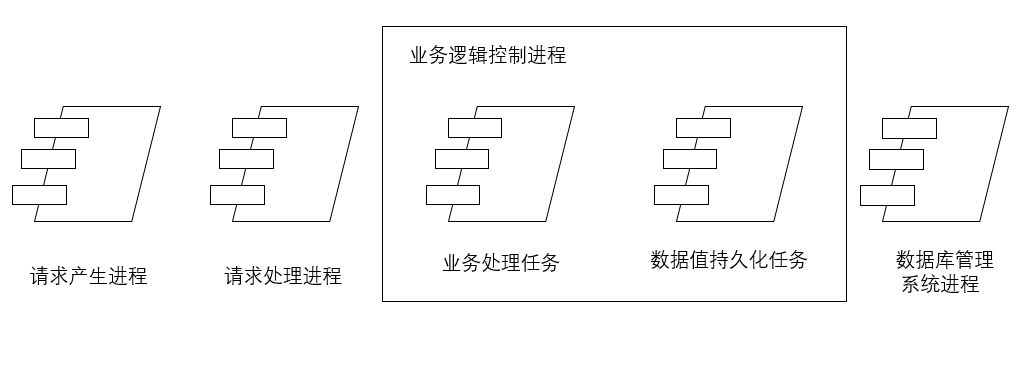 业务逻辑控制进程
请求产生进程
请求处理进程
业务处理任务
数据值持久化任务
数据库管理
系统进程